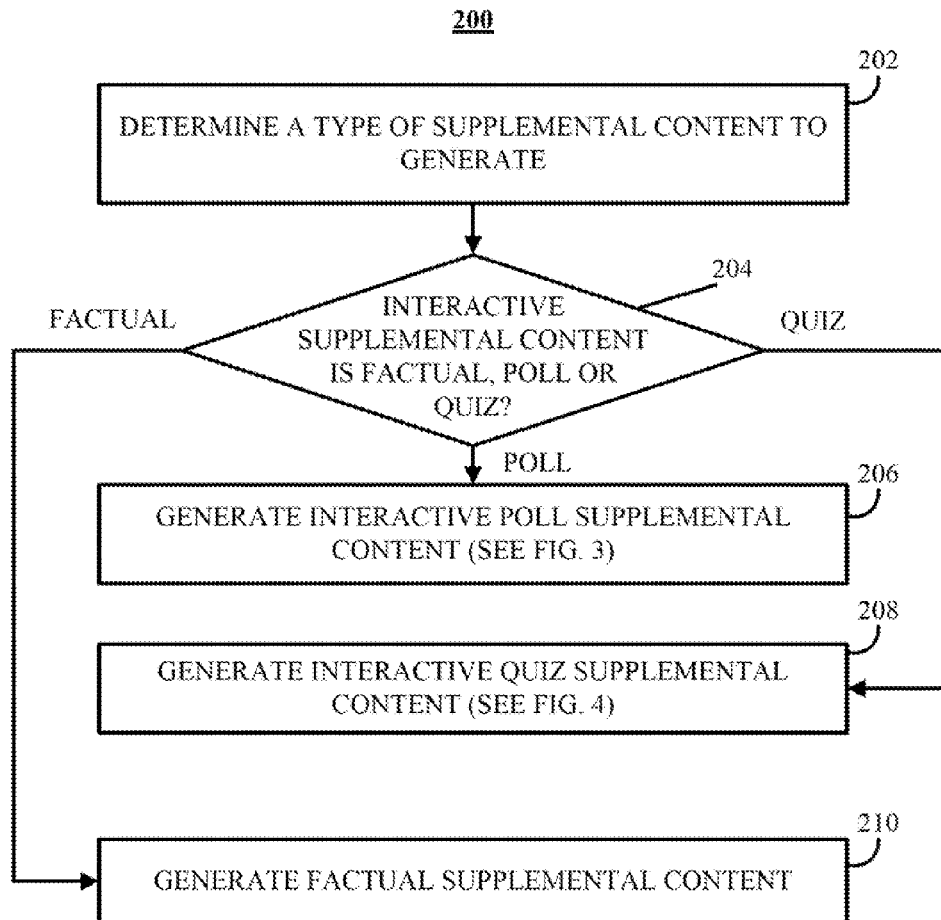 200
202
DETERMINE A TYPE OF SUPPLEMENTAL CONTENT TO
GENERATE
204
FACTUAL
INTERACTIVE
SUPPLEMENTAL CONTENT
IS FACTUAL, POLL OR
QUIZ?
QUIZ
POLL
206
GENERATE INTERACTIVE POLL SUPPLEMENTAL
CONTENT (SEE FIG. 3)
208
GENERATE INTERACTIVE QUIZ SUPPLEMENTAL
CONTENT (SEE FIG. 4)
210
GENERATE FACTUAL SUPPLEMENTAL CONTENT